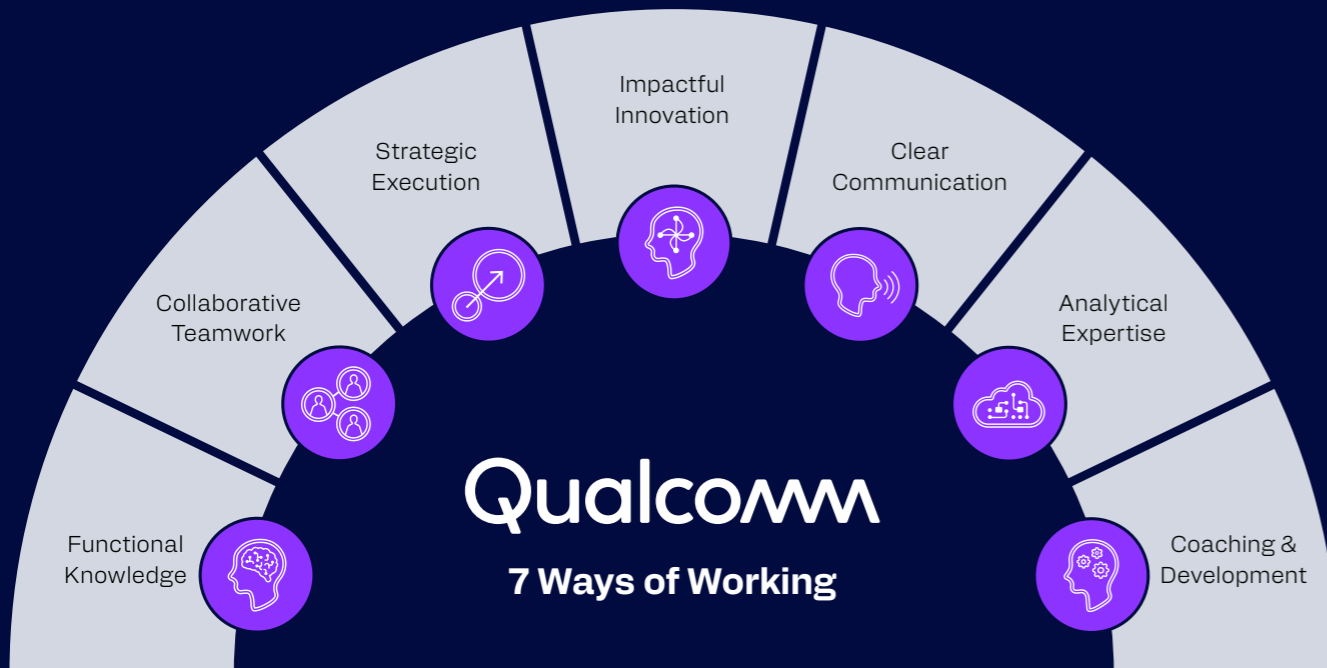 Functional
Knowledge
Collaborative
Teamwork
Strategic
Execution
Impactful
Innovation
Clear
Communication
Analytical
Expertise
Coaching &
Development
Qualcomm
7 Ways of Working